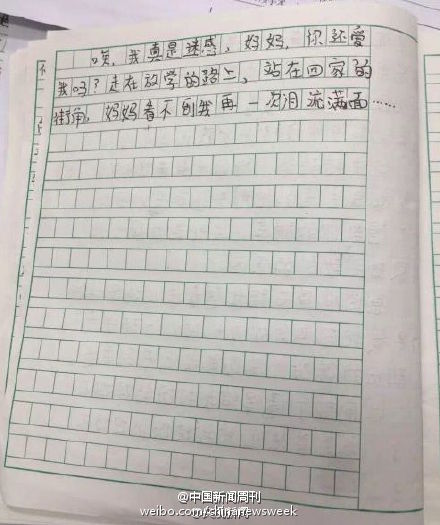 唉，我真是迷惑，妈妈，你还爱
我吗？走在放学的路上，站在回家的
街角，妈妈看不到我再一次泪流满面……
@中国新闻周刊
weibo.com/chinanewsweek